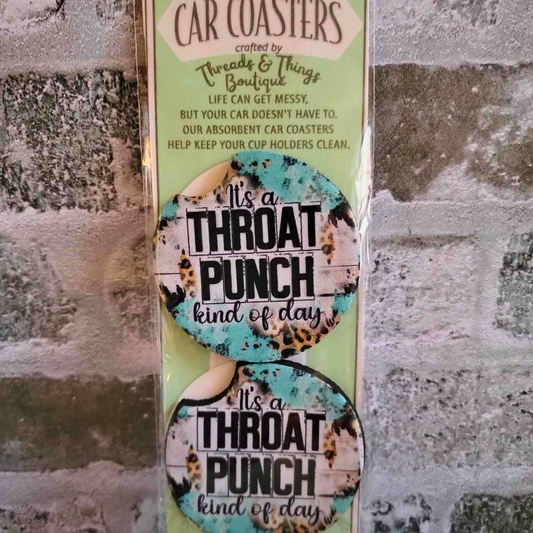 CAR COASTERS
crafted by
Threads & Things
Boutique
LIFE CAN GET MESSY,
BUT YOUR CAR DOESN'T HAVE TO.
OUR ABSORBENT CAR COASTERS
HELP KEEP YOUR CUP HOLDERS CLEAN.
It's a
THROAT
PUNCH
kind of day
It's a
THROAT
PUNCH
kind of day